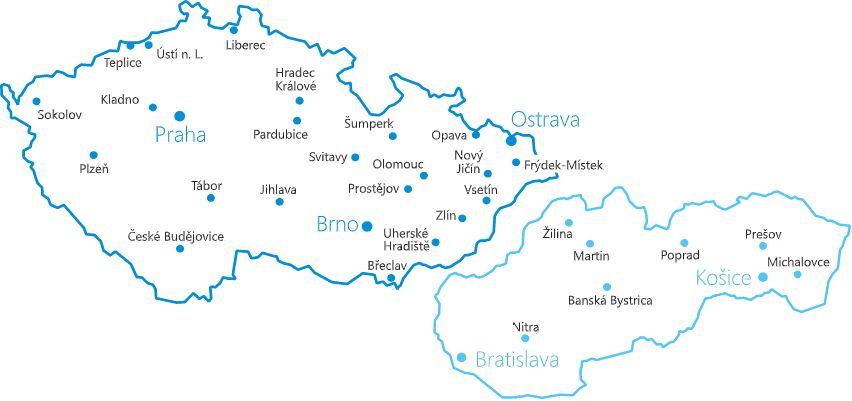 Liberec
Ústí n. L.
Teplice
Hradec
Králové
Kladno
Sokolov
Praha
Pardubice
Šumperk
Opava
Ostrava
Svitavy
Olomouc
Nový
Jičín
Frýdek-Místek
Plzeň
Tábor
Jihlava
Prostějov
Vsetín
Zlín
Brno
Uherské
Hradiště
České Budějovice
Břeclav
Žilina
Martin
Poprad
Prešov
Michalovce
Košice
Banská Bystrica
Nitra
Bratislava